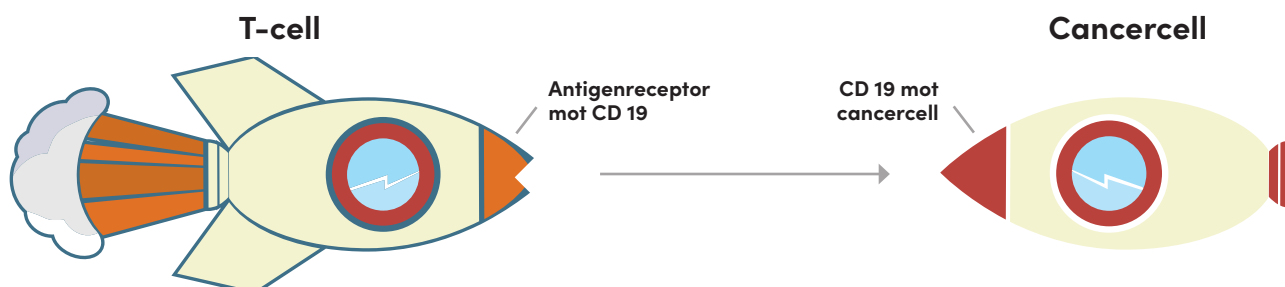 T-cell
Cancercell
Antigenreceptor
mot CD 19
CD 19 mot
cancercell